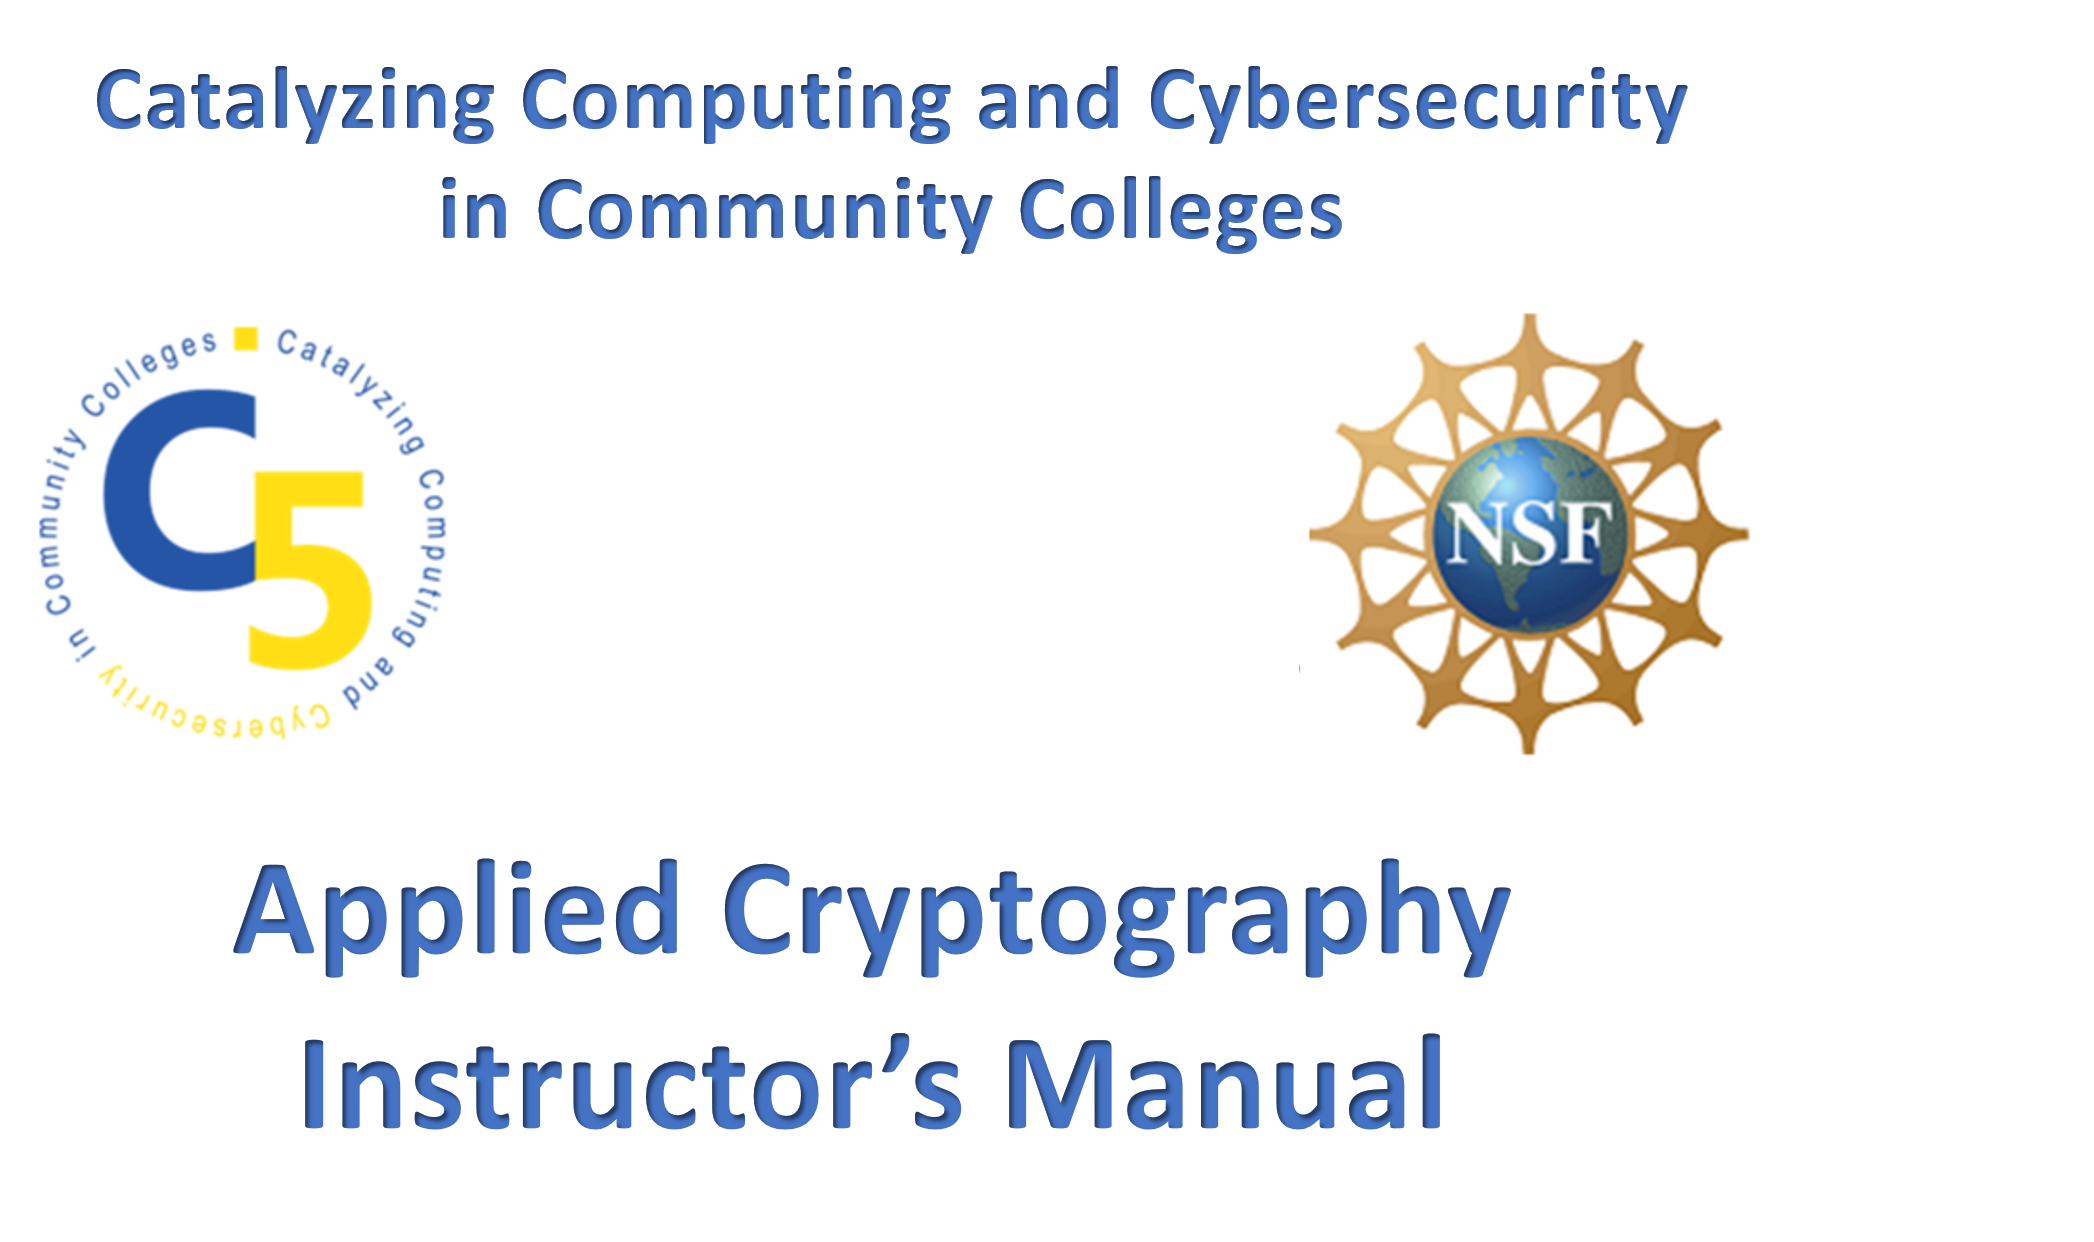 Catalyzing Computing and Cybersecurity
in Community Colleges
Catalyzing Computing and Cybersecurity in Community Colleges
C5
NSF
Applied Cryptography
Instructor’s Manual